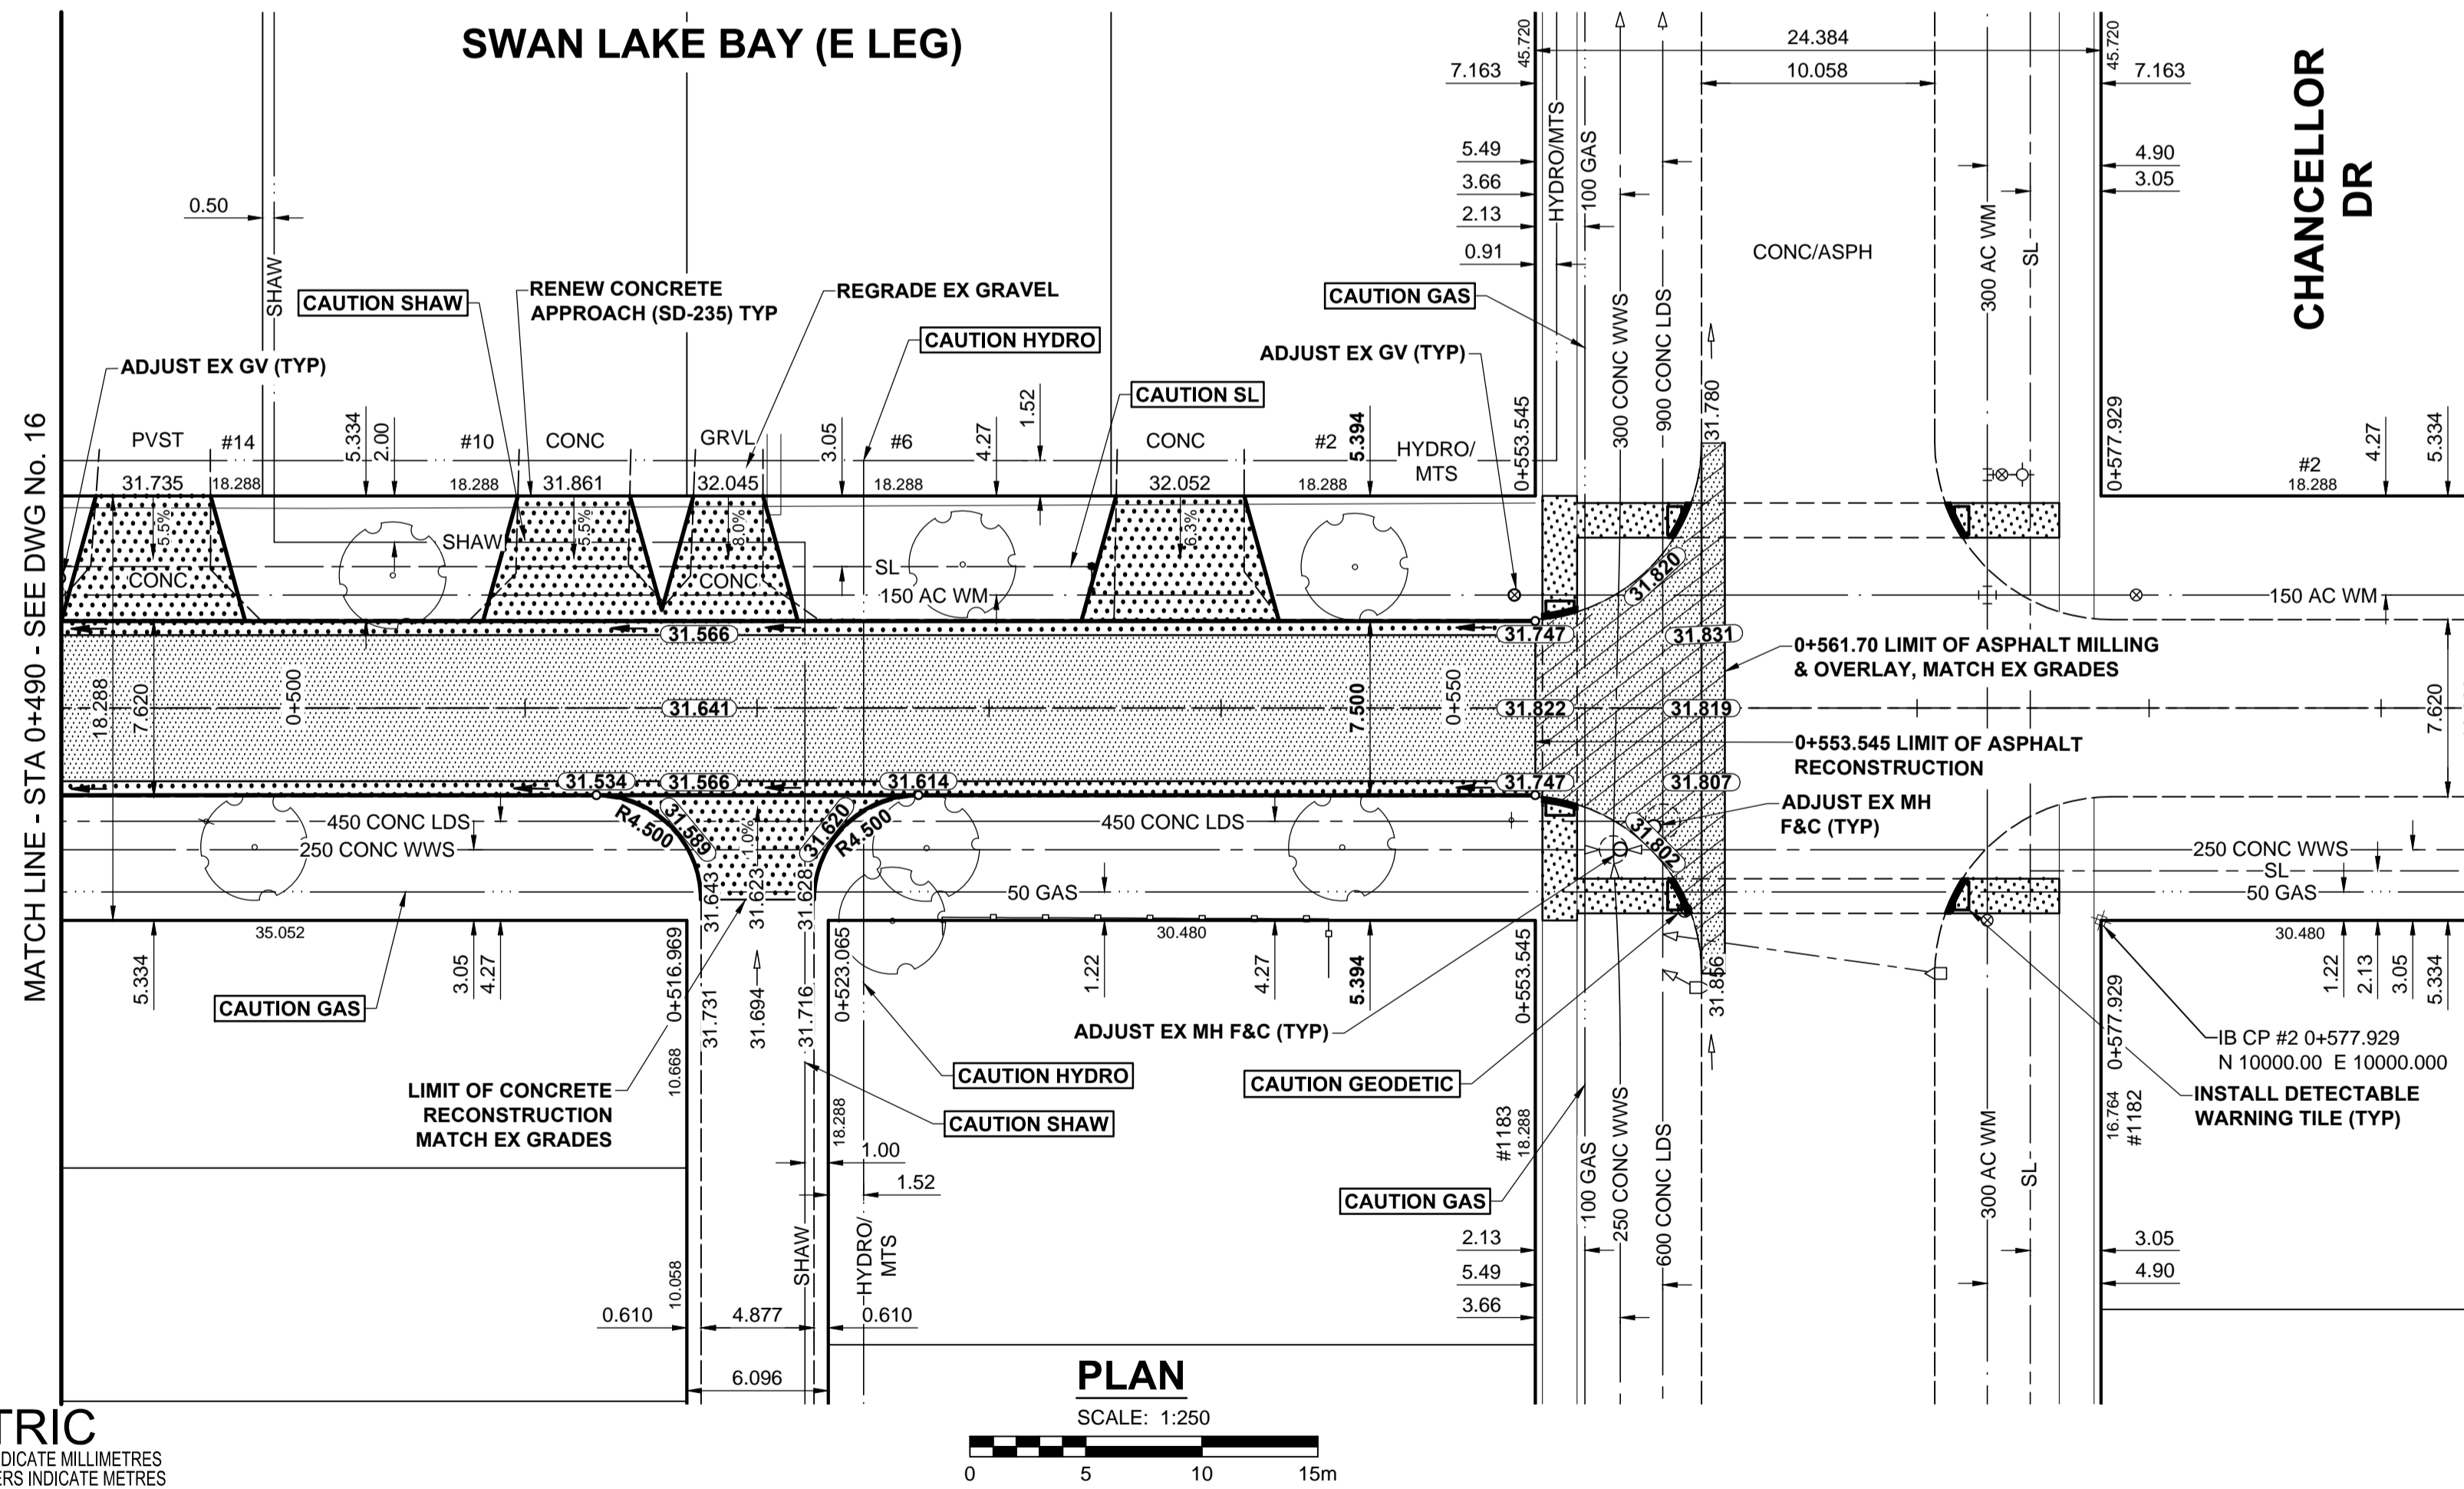 SWAN LAKE BAY (E LEG)
CHANCELLOR
DR
MATCH LINE - STA 0+490 - SEE DWG No. 16
45.720
24.384
10.058
45.720
7.163
7.163
5.49
3.66
2.13
0.91
HYDRO/MTS
100 GAS
300 CONC WWS
900 CONC LDS
CONC/ASPH
300 AC WM
SL
4.90
3.05
0.50
SHAW
CAUTION SHAW
RENEW CONCRETE
APPROACH (SD-235) TYP
REGRADE EX GRAVEL
CAUTION HYDRO
CAUTION GAS
ADJUST EX GV (TYP)
ADJUST EX GV (TYP)
CAUTION SL
31.780
PVST
#14
5.334
2.00
#10
CONC
GRVL
3.05
#6
4.27
1.52
CONC
#2
5.394
HYDRO/
MTS
0+553.545
0+577.929
#2
18.288
4.27
5.334
31.735
18.288
18.288
31.861
32.045
18.288
32.052
5.5%
5.5%
8.0%
6.3%
SHAW
CONC
CONC
SL
150 AC WM
150 AC WM
31.820
31.566
31.747
31.831
0+561.70 LIMIT OF ASPHALT MILLING
& OVERLAY, MATCH EX GRADES
18.288
7.620
0+500
31.641
7.500
0+550
31.822
31.819
7.620
0+553.545 LIMIT OF ASPHALT
RECONSTRUCTION
31.534
31.566
31.614
31.747
31.807
ADJUST EX MH
F&C (TYP)
450 CONC LDS
250 CONC WWS
R4.500
31.589
1.0%
31.620
R4.500
450 CONC LDS
31.802
250 CONC WWS
SL
50 GAS
50 GAS
31.643
31.623
31.628
35.052
30.480
30.480
5.334
3.05
4.27
0+516.969
31.731
31.694
31.716
0+523.065
1.22
4.27
5.394
0+553.545
31.856
0+577.929
1.22
2.13
3.05
5.334
CAUTION GAS
ADJUST EX MH F&C (TYP)
IB CP #2 0+577.929
N 10000.00 E 10000.000
CAUTION HYDRO
CAUTION GEODETIC
LIMIT OF CONCRETE
RECONSTRUCTION
MATCH EX GRADES
10.668
CAUTION SHAW
18.288
#1183
18.288
16.764
#1182
INSTALL DETECTABLE
WARNING TILE (TYP)
1.00
1.52
CAUTION GAS
100 GAS
250 CONC WWS
600 CONC LDS
300 AC WM
SL
SHAW
HYDRO/
MTS
2.13
5.49
3.66
3.05
4.90
10.058
0.610
4.877
0.610
6.096
PLAN
SCALE: 1:250
0 5 10 15m
TRIC
DICATE MILLIMETRES
ERS INDICATE METRES